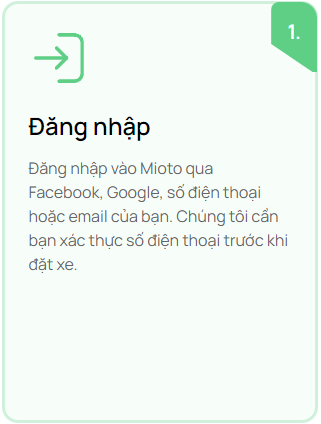 1.
Đăng nhập
Đăng nhập vào Mioto qua
Facebook, Google, số điện thoại
hoặc email của bạn. Chúng tôi cần
bạn xác thực số điện thoại trước khi
đặt xe.